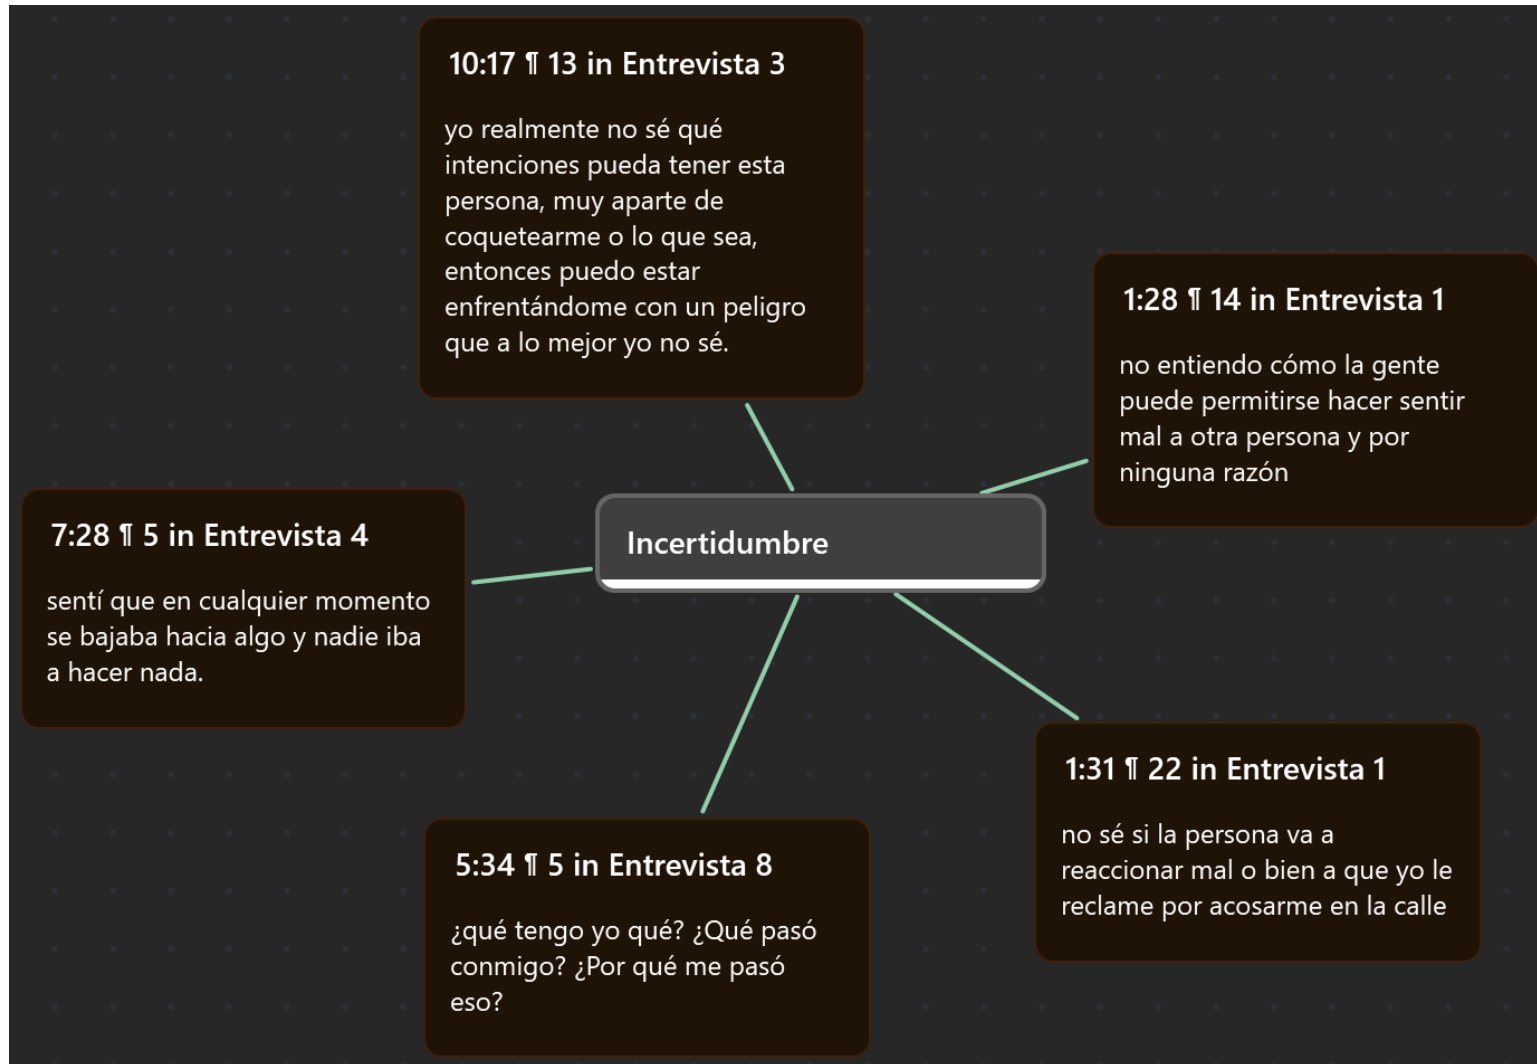 10:17 ¶ 13 in Entrevista 3
yo realmente no sé qué
intenciones pueda tener esta
persona, muy aparte de
coquetearme o lo que sea,
entonces puedo estar
enfrentándome con un peligro
que a lo mejor yo no sé.
1:28 ¶ 14 in Entrevista 1
no entiendo cómo la gente
puede permitirse hacer sentir
mal a otra persona y por
ninguna razón
7:28 ¶ 5 in Entrevista 4
sentí que en cualquier momento
se bajaba hacia algo y nadie iba
a hacer nada.
Incertidumbre
1:31 ¶ 22 in Entrevista 1
no sé si la persona va a
reaccionar mal o bien a que yo le
reclame por acosarme en la calle
5:34 ¶ 5 in Entrevista 8
¿qué tengo yo qué? ¿Qué pasó
conmigo? ¿Por qué me pasó
eso?